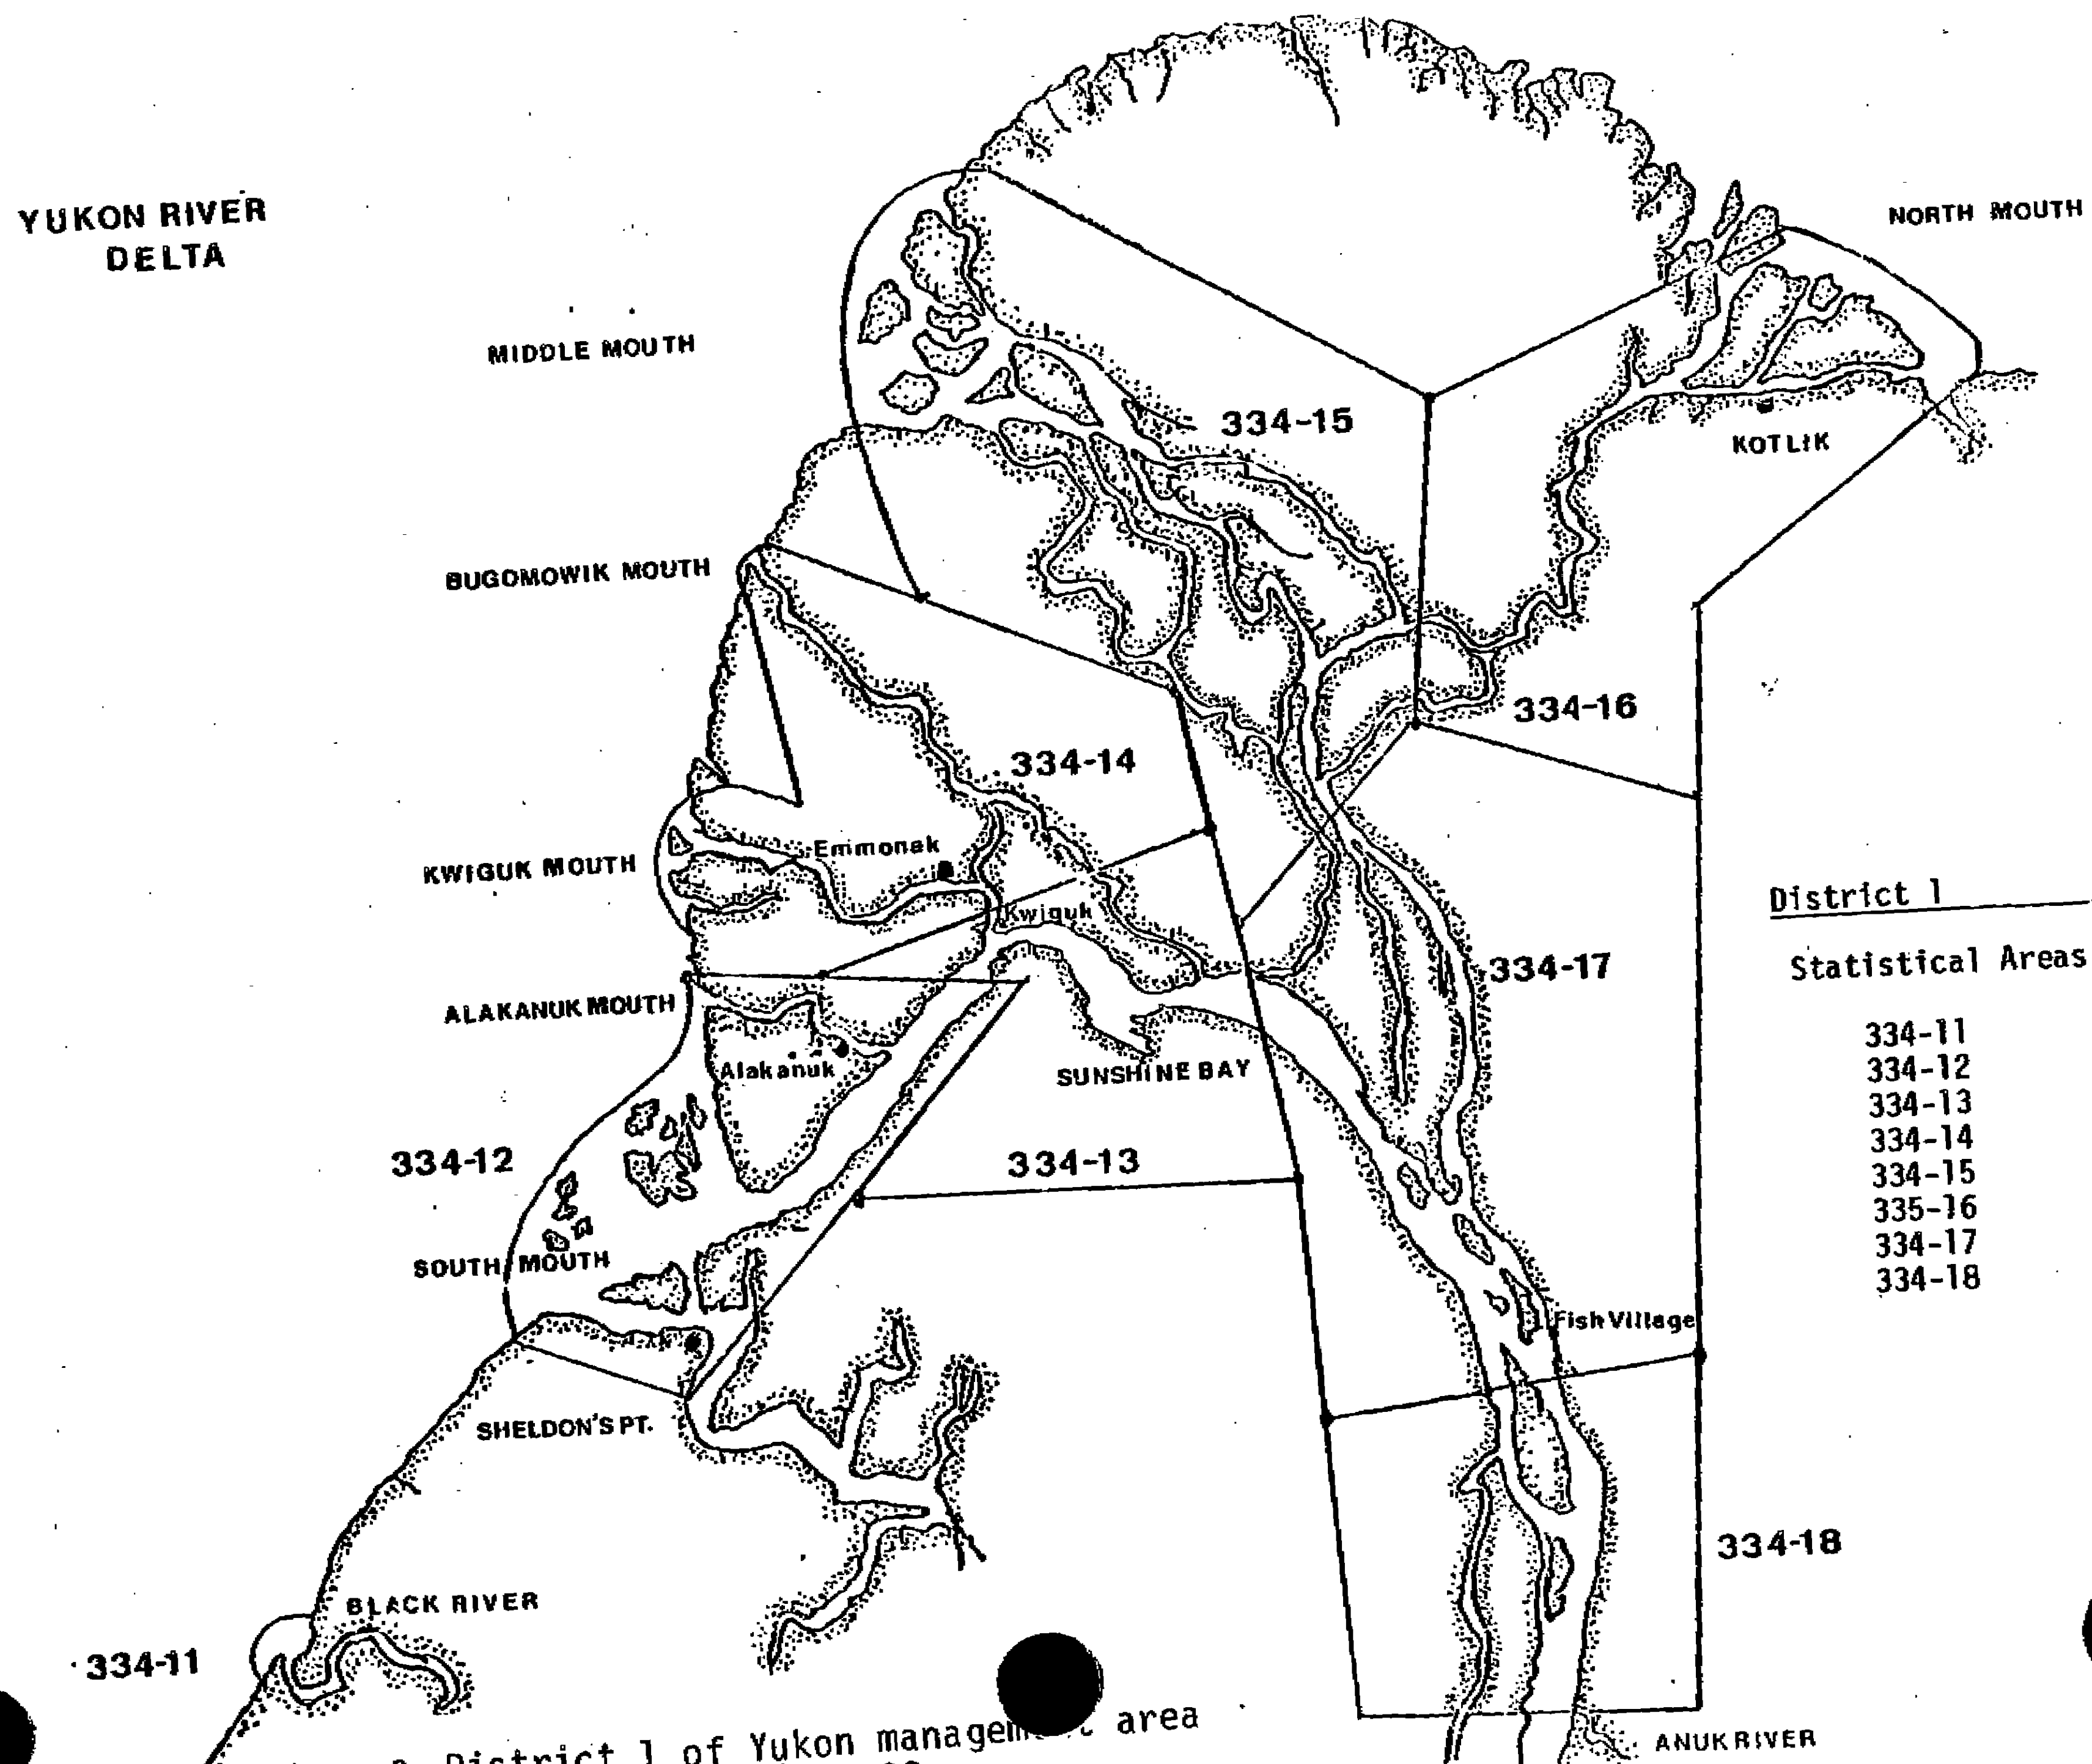 YUKON RIVER
DELTA
NORTH MOUTH
MIDDLE MOUTH
334-15
KOTLIK
BUGOMOWIK MOUTH
334-16
334-14
Emmonak
KWIGUK MOUTH
Kwiguk
District 1
Statistical Areas
334-11
334-12
334-13
334-14
334-15
335-16
334-17
334-18
334-17
ALAKANUK MOUTH
Alakanuk
SUNSHINE BAY
334-12
334-13
SOUTH MOUTH
Fish Village
SHELDON'S PT.
334-18
BLACK RIVER
334-11
District 1 of Yukon management area
ANUK RIVER